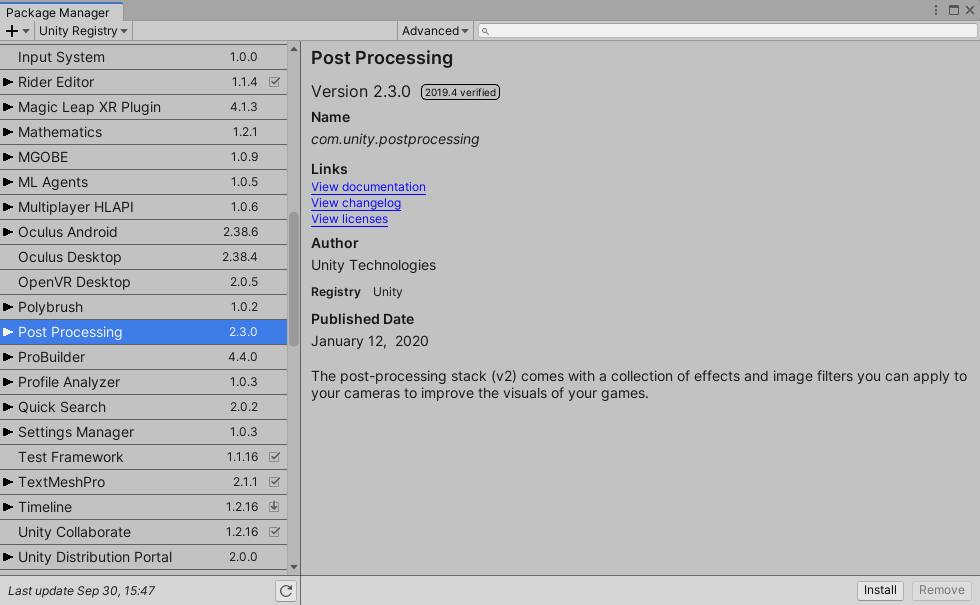 Package Manager
Unity Registry
Advanced
Input System 1.0.0
Rider Editor 1.1.4
Magic Leap XR Plugin 4.1.3
Mathematics 1.2.1
MGOBE 1.0.9
ML Agents 1.0.5
Multiplayer HLAPI 1.0.6
Oculus Android 2.38.6
Oculus Desktop 2.38.4
OpenVR Desktop 2.0.5
Polybrush 1.0.2
Post Processing 2.3.0
ProBuilder 4.4.0
Profile Analyzer 1.0.3
Quick Search 2.0.2
Settings Manager 1.0.3
Test Framework 1.1.16
TextMeshPro 2.1.1
Timeline 1.2.16
Unity Collaborate 1.2.16
Unity Distribution Portal 2.0.0
Last update Sep 30, 15:47
Post Processing
Version 2.3.0 2019.4 verified
Name
com.unity.postprocessing
Links
View documentation
View changelog
View licenses
Author
Unity Technologies
Registry Unity
Published Date
January 12, 2020
The post-processing stack (v2) comes with a collection of effects and image filters you can apply to
your cameras to improve the visuals of your games.
Install Remove